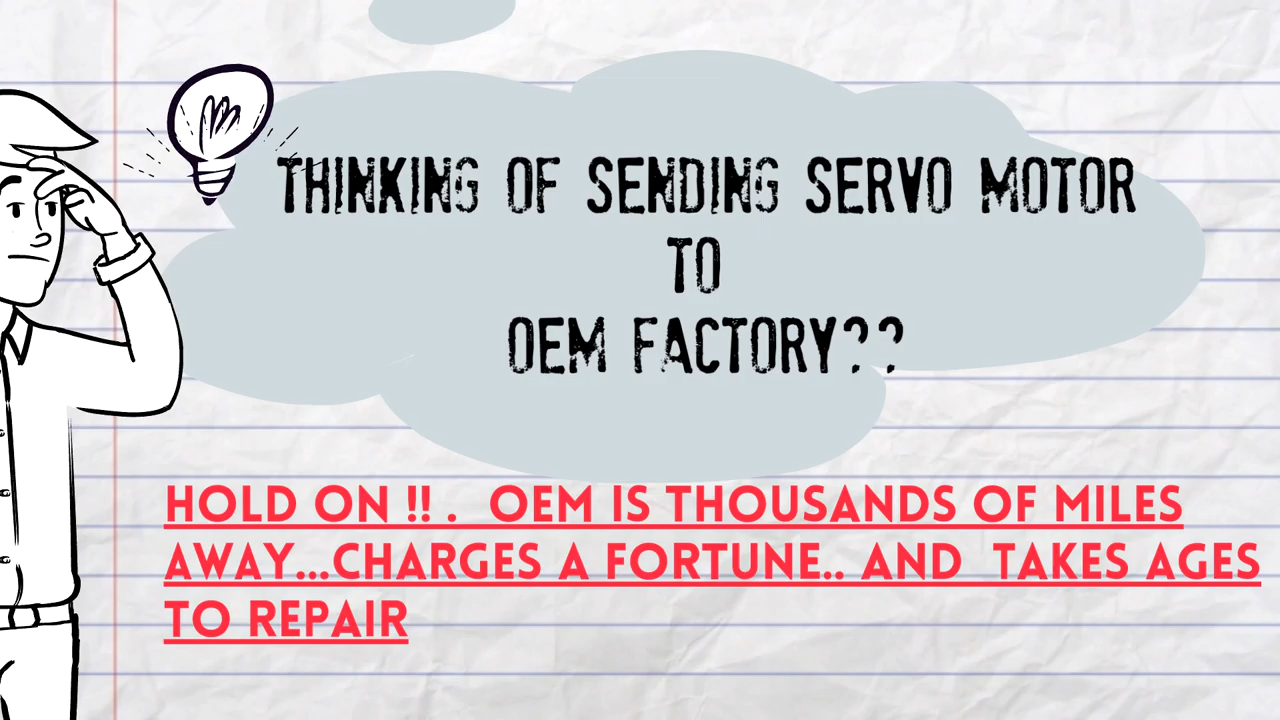 THINKING OF SENDING SERVO MOTOR
TO
OEM FACTORY??
HOLD ON !! . OEM IS THOUSANDS OF MILES
AWAY...CHARGES A FORTUNE.. AND TAKES AGES
TO REPAIR